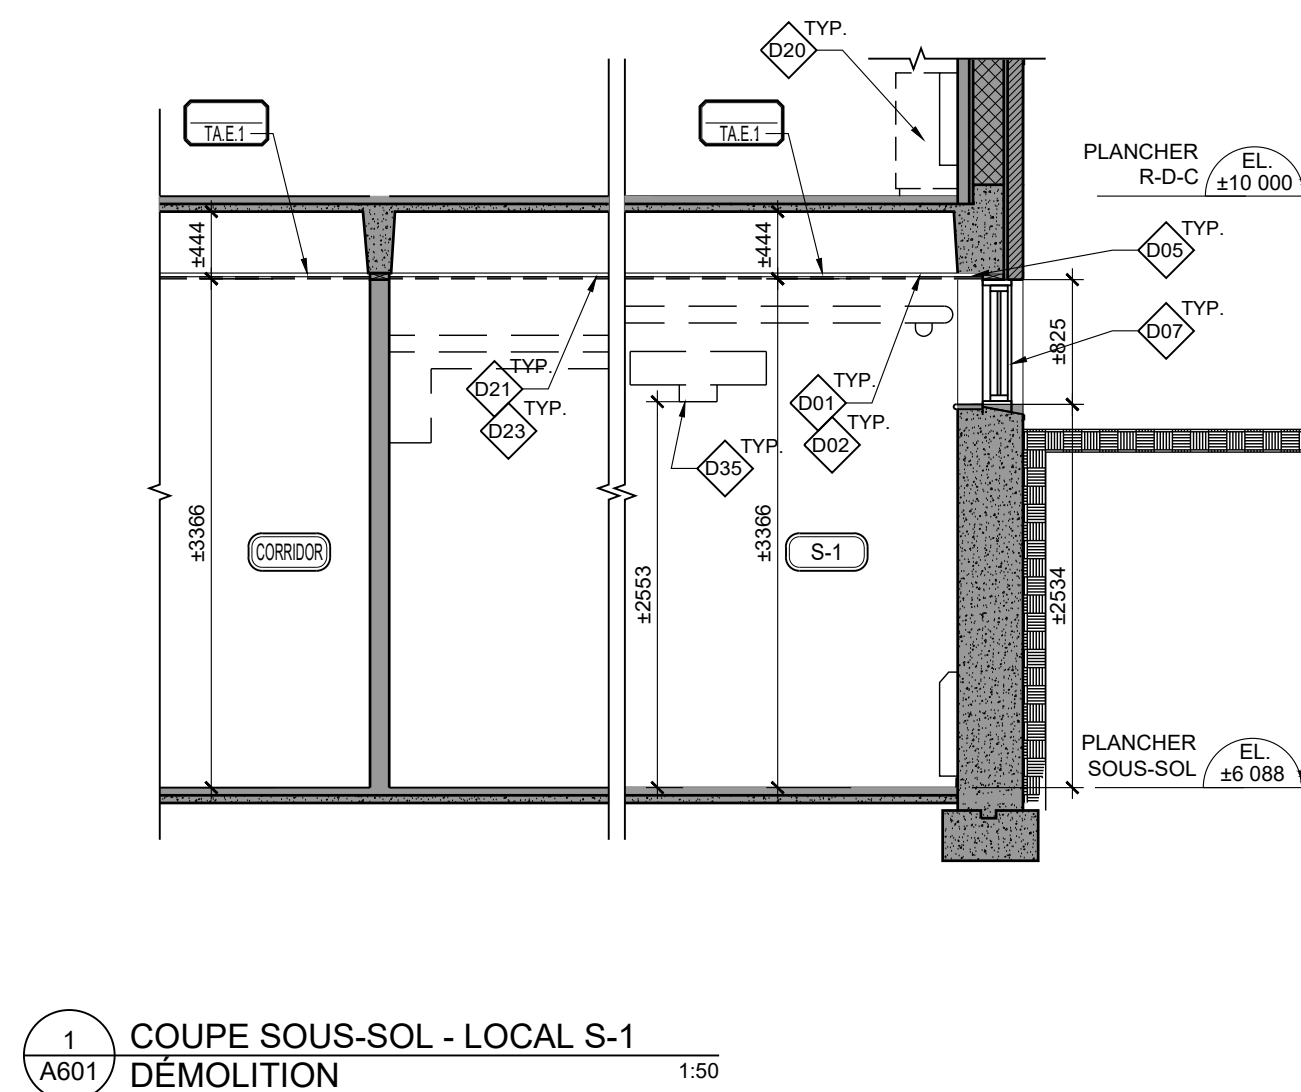 TYP.
D20
TA.E.1
TA.E.1
PLANCHER
R-D-C
EL.
±10 000
±444
±444
TYP.
D05
TYP.
D07
±825
TYP.
D21
TYP.
D23
TYP.
D01
TYP.
D02
TYP.
D35
±3366
CORRIDOR
±2553
±3366
S-1
±2534
PLANCHER
SOUS-SOL
EL.
±6 088
1
A601
COUPE SOUS-SOL - LOCAL S-1
DÉMOLITION
1:50